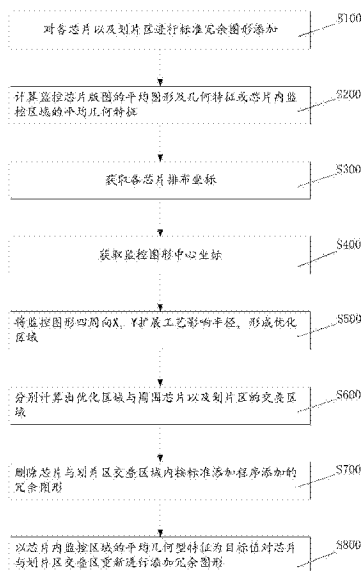 S100
对各芯片以及划片区进行标准冗余图形添加
S200
计算监控芯片版图的平均图形及几何特征或芯片内监
控区域的平均几何特征
S300
获取各芯片排布坐标
S400
获取监控图形中心坐标
S500
将监控图形四周向X，Y扩展工艺影响半径，形成优化
区域
S600
分别计算出优化区域与周围芯片以及划片区的交叠区
域
S700
删除芯片与划片区交叠区域内按标准添加程序添加的
冗余图形
S800
以芯片内监控区域的平均几何型特征为目标值对芯片
与划片区交叠区重新进行添加冗余图形